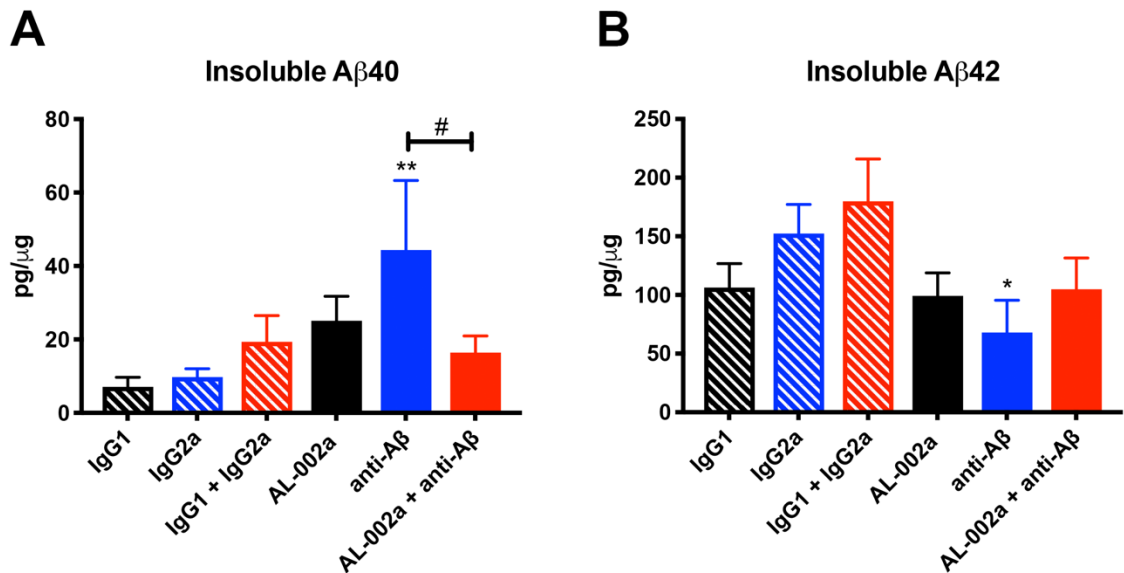 A
Insoluble Aβ40
pg/μg
80
60
40
20
0
**
#
IgG1
IgG2a
IgG1 + IgG2a
AL-002a
anti-Aβ
AL-002a + anti-Aβ
B
Insoluble Aβ42
pg/μg
250
200
150
100
50
0
*
IgG1
IgG2a
IgG1 + IgG2a
AL-002a
anti-Aβ
AL-002a + anti-Aβ